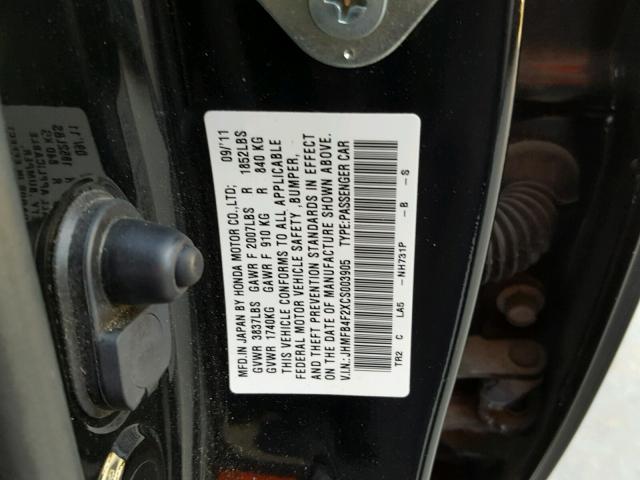 MFD.IN JAPAN BY HONDA MOTOR CO.,LTD; 09/'11
GVWR 3837LBS GAWR F 2007LBS R 1852LBS
GVWR 1740KG GAWR F 910 KG R 840 KG
THIS VEHICLE CONFORMS TO ALL APPLICABLE
FEDERAL MOTOR VEHICLE SAFETY ,BUMPER,
AND THEFT PREVENTION STANDARDS IN EFFECT
ON THE DATE OF MANUFACTURE SHOWN ABOVE.
V.I.N.:JHMFB4F2XCS003905 TYPE:PASSENGER CAR
TR2 C LA5 -NH731P -B -S